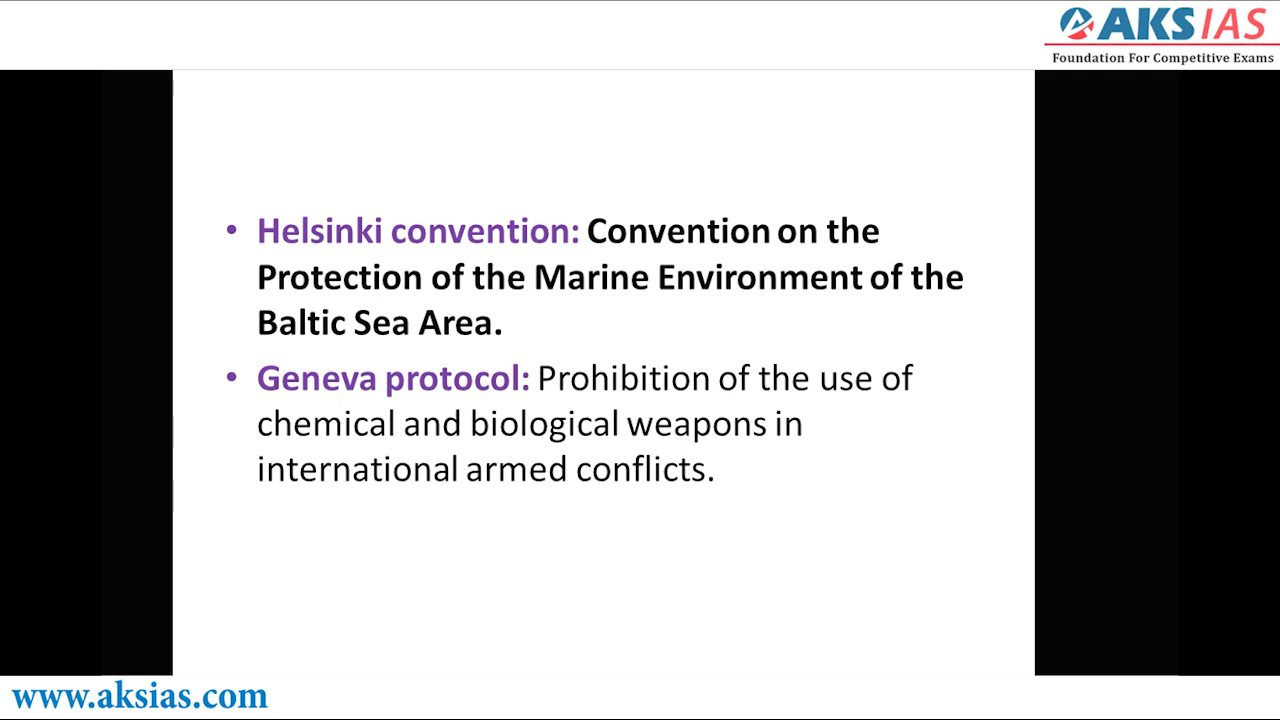 AKS IAS
Foundation For Competitive Exams
• Helsinki convention: Convention on the
Protection of the Marine Environment of the
Baltic Sea Area.
• Geneva protocol: Prohibition of the use of
chemical and biological weapons in
international armed conflicts.
www.aksias.com